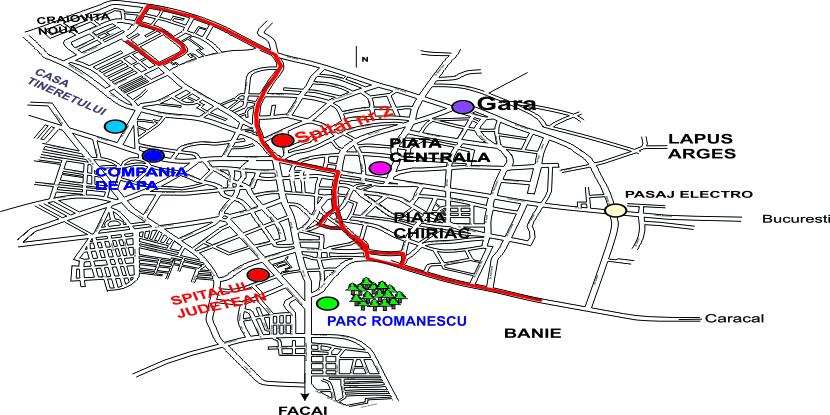 CRAIOVITA
NOUA
N
CASA
TINERETULUI
Gara
Spital nr.2
PIATA
CENTRALA
LAPUS
ARGES
COMPANIA
DE APA
PASAJ ELECTRO
PIATA
CHIRIAC
Bucuresti
SPITALUL
JUDETEAN
PARC ROMANESCU
Caracal
BANIE
FACAI